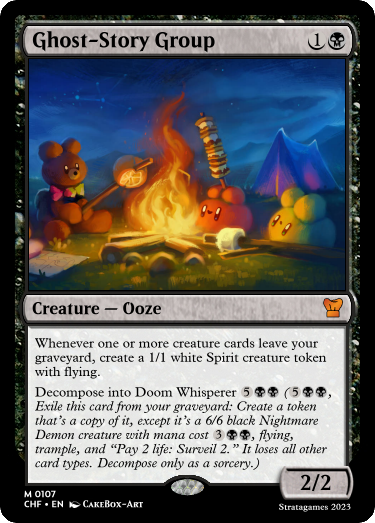 Ghost-Story Group 1
Creature — Ooze
Whenever one or more creature cards leave your
graveyard, create a 1/1 white Spirit creature token
with flying.
Decompose into Doom Whisperer 5 (5,
Exile this card from your graveyard: Create a token
that's a copy of it, except it's a 6/6 black Nightmare
Demon creature with mana cost 3, flying,
trample, and “Pay 2 life: Surveil 2.” It loses all other
card types. Decompose only as a sorcery.)
2/2
M 0107
CHF • EN CakeBox-Art
Stratagames 2023